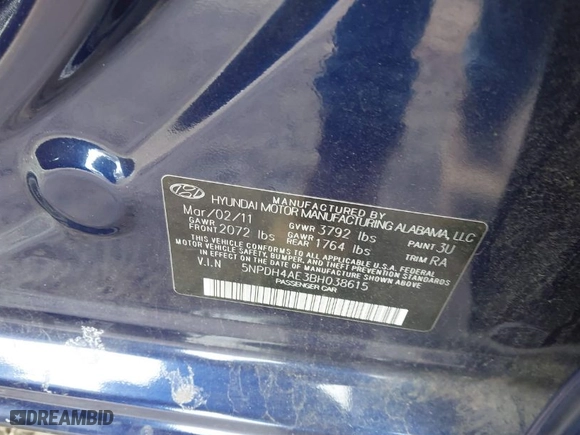 MANUFACTURED BY
HYUNDAI MOTOR MANUFACTURING ALABAMA, LLC
Mar/02/11 GVWR 3792 lbs PAINT 3U
GAWR FRONT 2072 lbs GAWR REAR 1764 lbs TRIM RA
THIS VEHICLE CONFORMS TO ALL APPLICABLE FEDERAL
MOTOR VEHICLE SAFETY, BUMPER, AND THEFT PREVENTION STANDARDS
IN EFFECT ON THE DATE OF MANUFACTURE SHOWN ABOVE.
V.I.N 5NPDH4AE3BH038615
PASSENGER CAR
DREAMBID